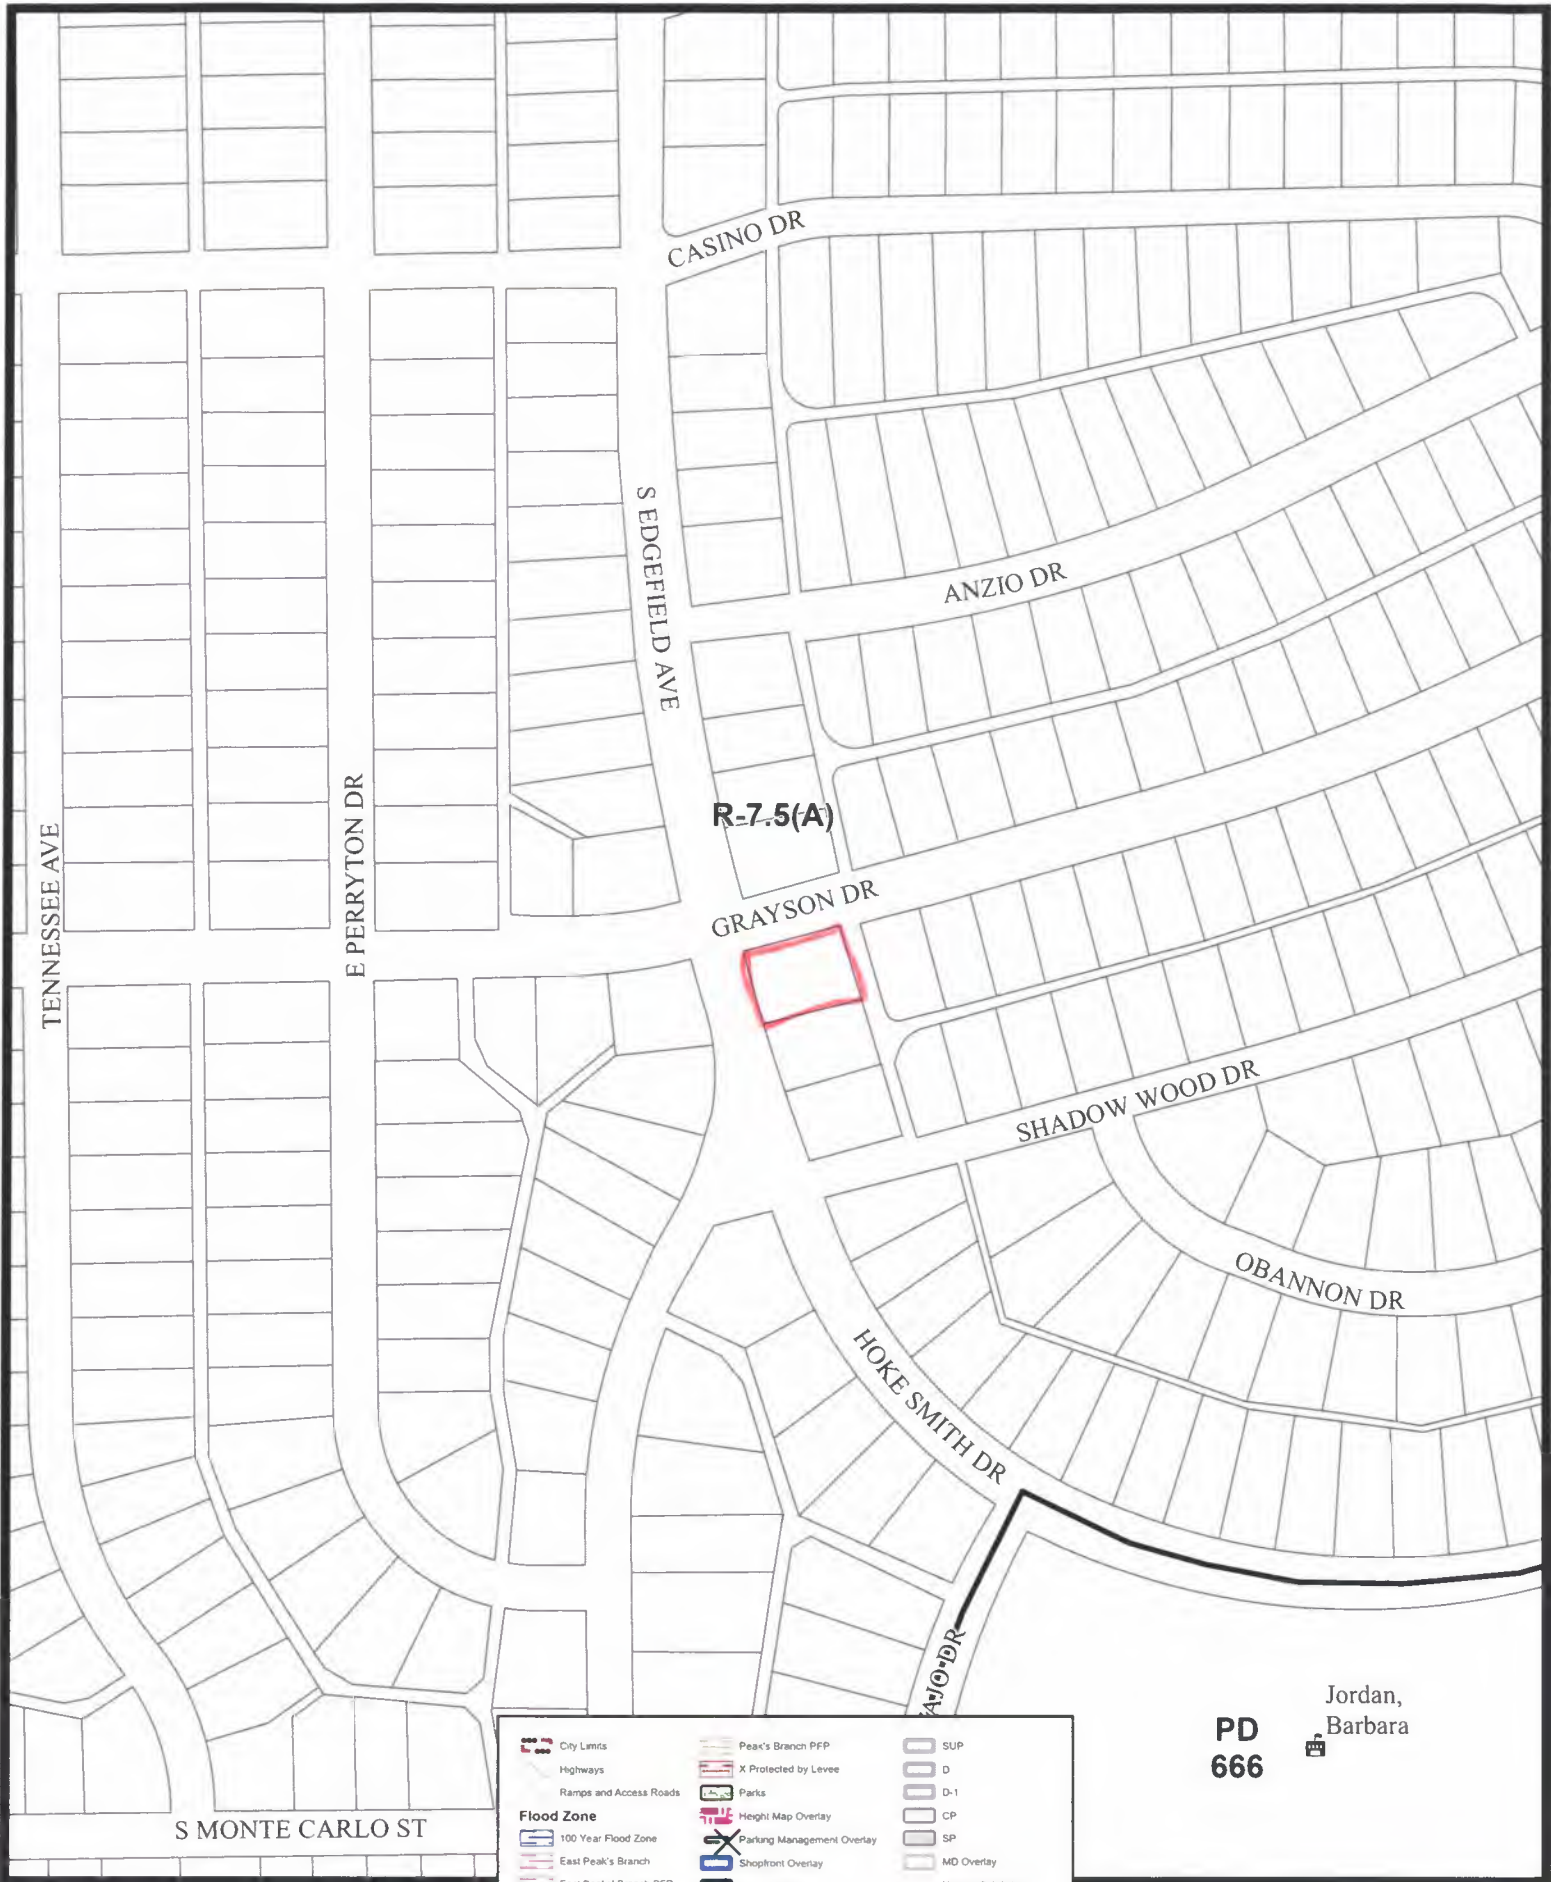 CASINO DR
S EDGEFIELD AVE
ANZIO DR
R-7.5(A)
TENNESSEE AVE
E PERRYTON DR
GRAYSON DR
SHADOW WOOD DR
OBANNON DR
HOKE SMITH DR
AJO DR
Jordan,
Barbara
PD
666
S MONTE CARLO ST
City Limits
Highways
Ramps and Access Roads
Flood Zone
100 Year Flood Zone
East Peak's Branch
Peak's Branch PFP
X Protected by Levee
Parks
Height Map Overlay
Parking Management Overlay
Shopfront Overlay
SUP
D
D-1
CP
SP
MD Overlay